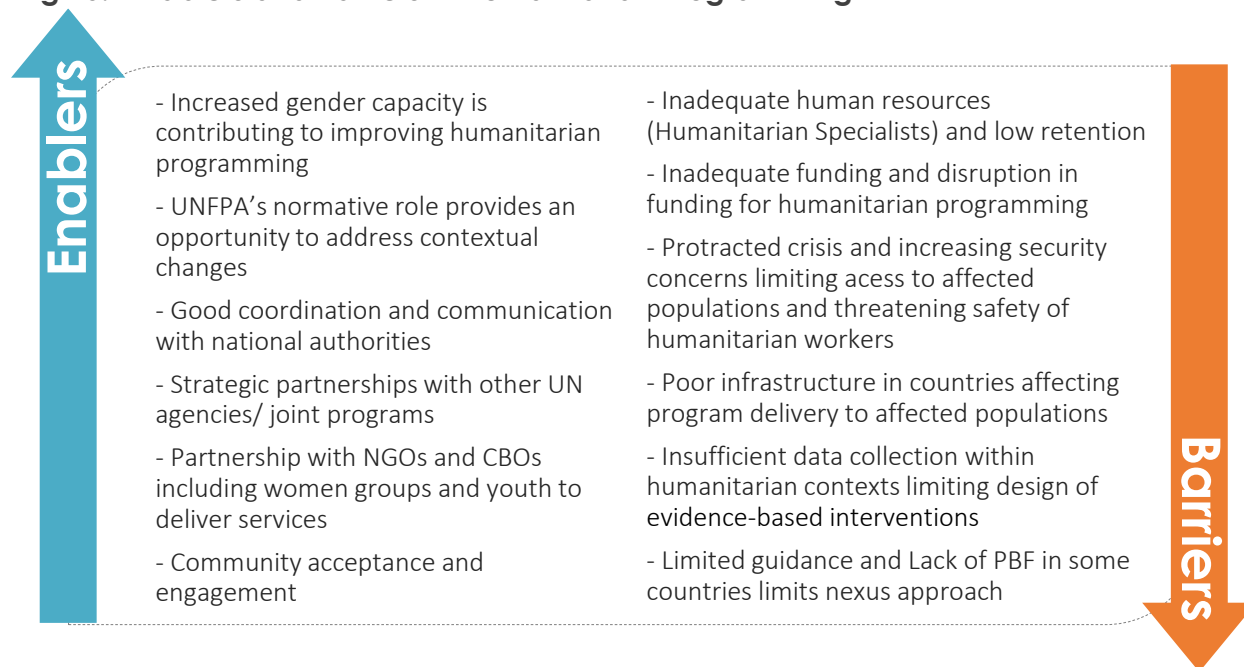 Enablers
- Increased gender capacity is
contributing to improving humanitarian
programming
- UNFPA's normative role provides an
opportunity to address contextual
changes
- Good coordination and communication
with national authorities
- Strategic partnerships with other UN
agencies/ joint programs
- Partnership with NGOs and CBOs
including women groups and youth to
deliver services
- Community acceptance and
engagement
- Inadequate human resources
(Humanitarian Specialists) and low retention
- Inadequate funding and disruption in
funding for humanitarian programming
- Protracted crisis and increasing security
concerns limiting acess to affected
populations and threatening safety of
humanitarian workers
- Poor infrastructure in countries affecting
program delivery to affected populations
- Insufficient data collection within
humanitarian contexts limiting design of
evidence-based interventions
- Limited guidance and Lack of PBF in some
countries limits nexus approach
Barriers